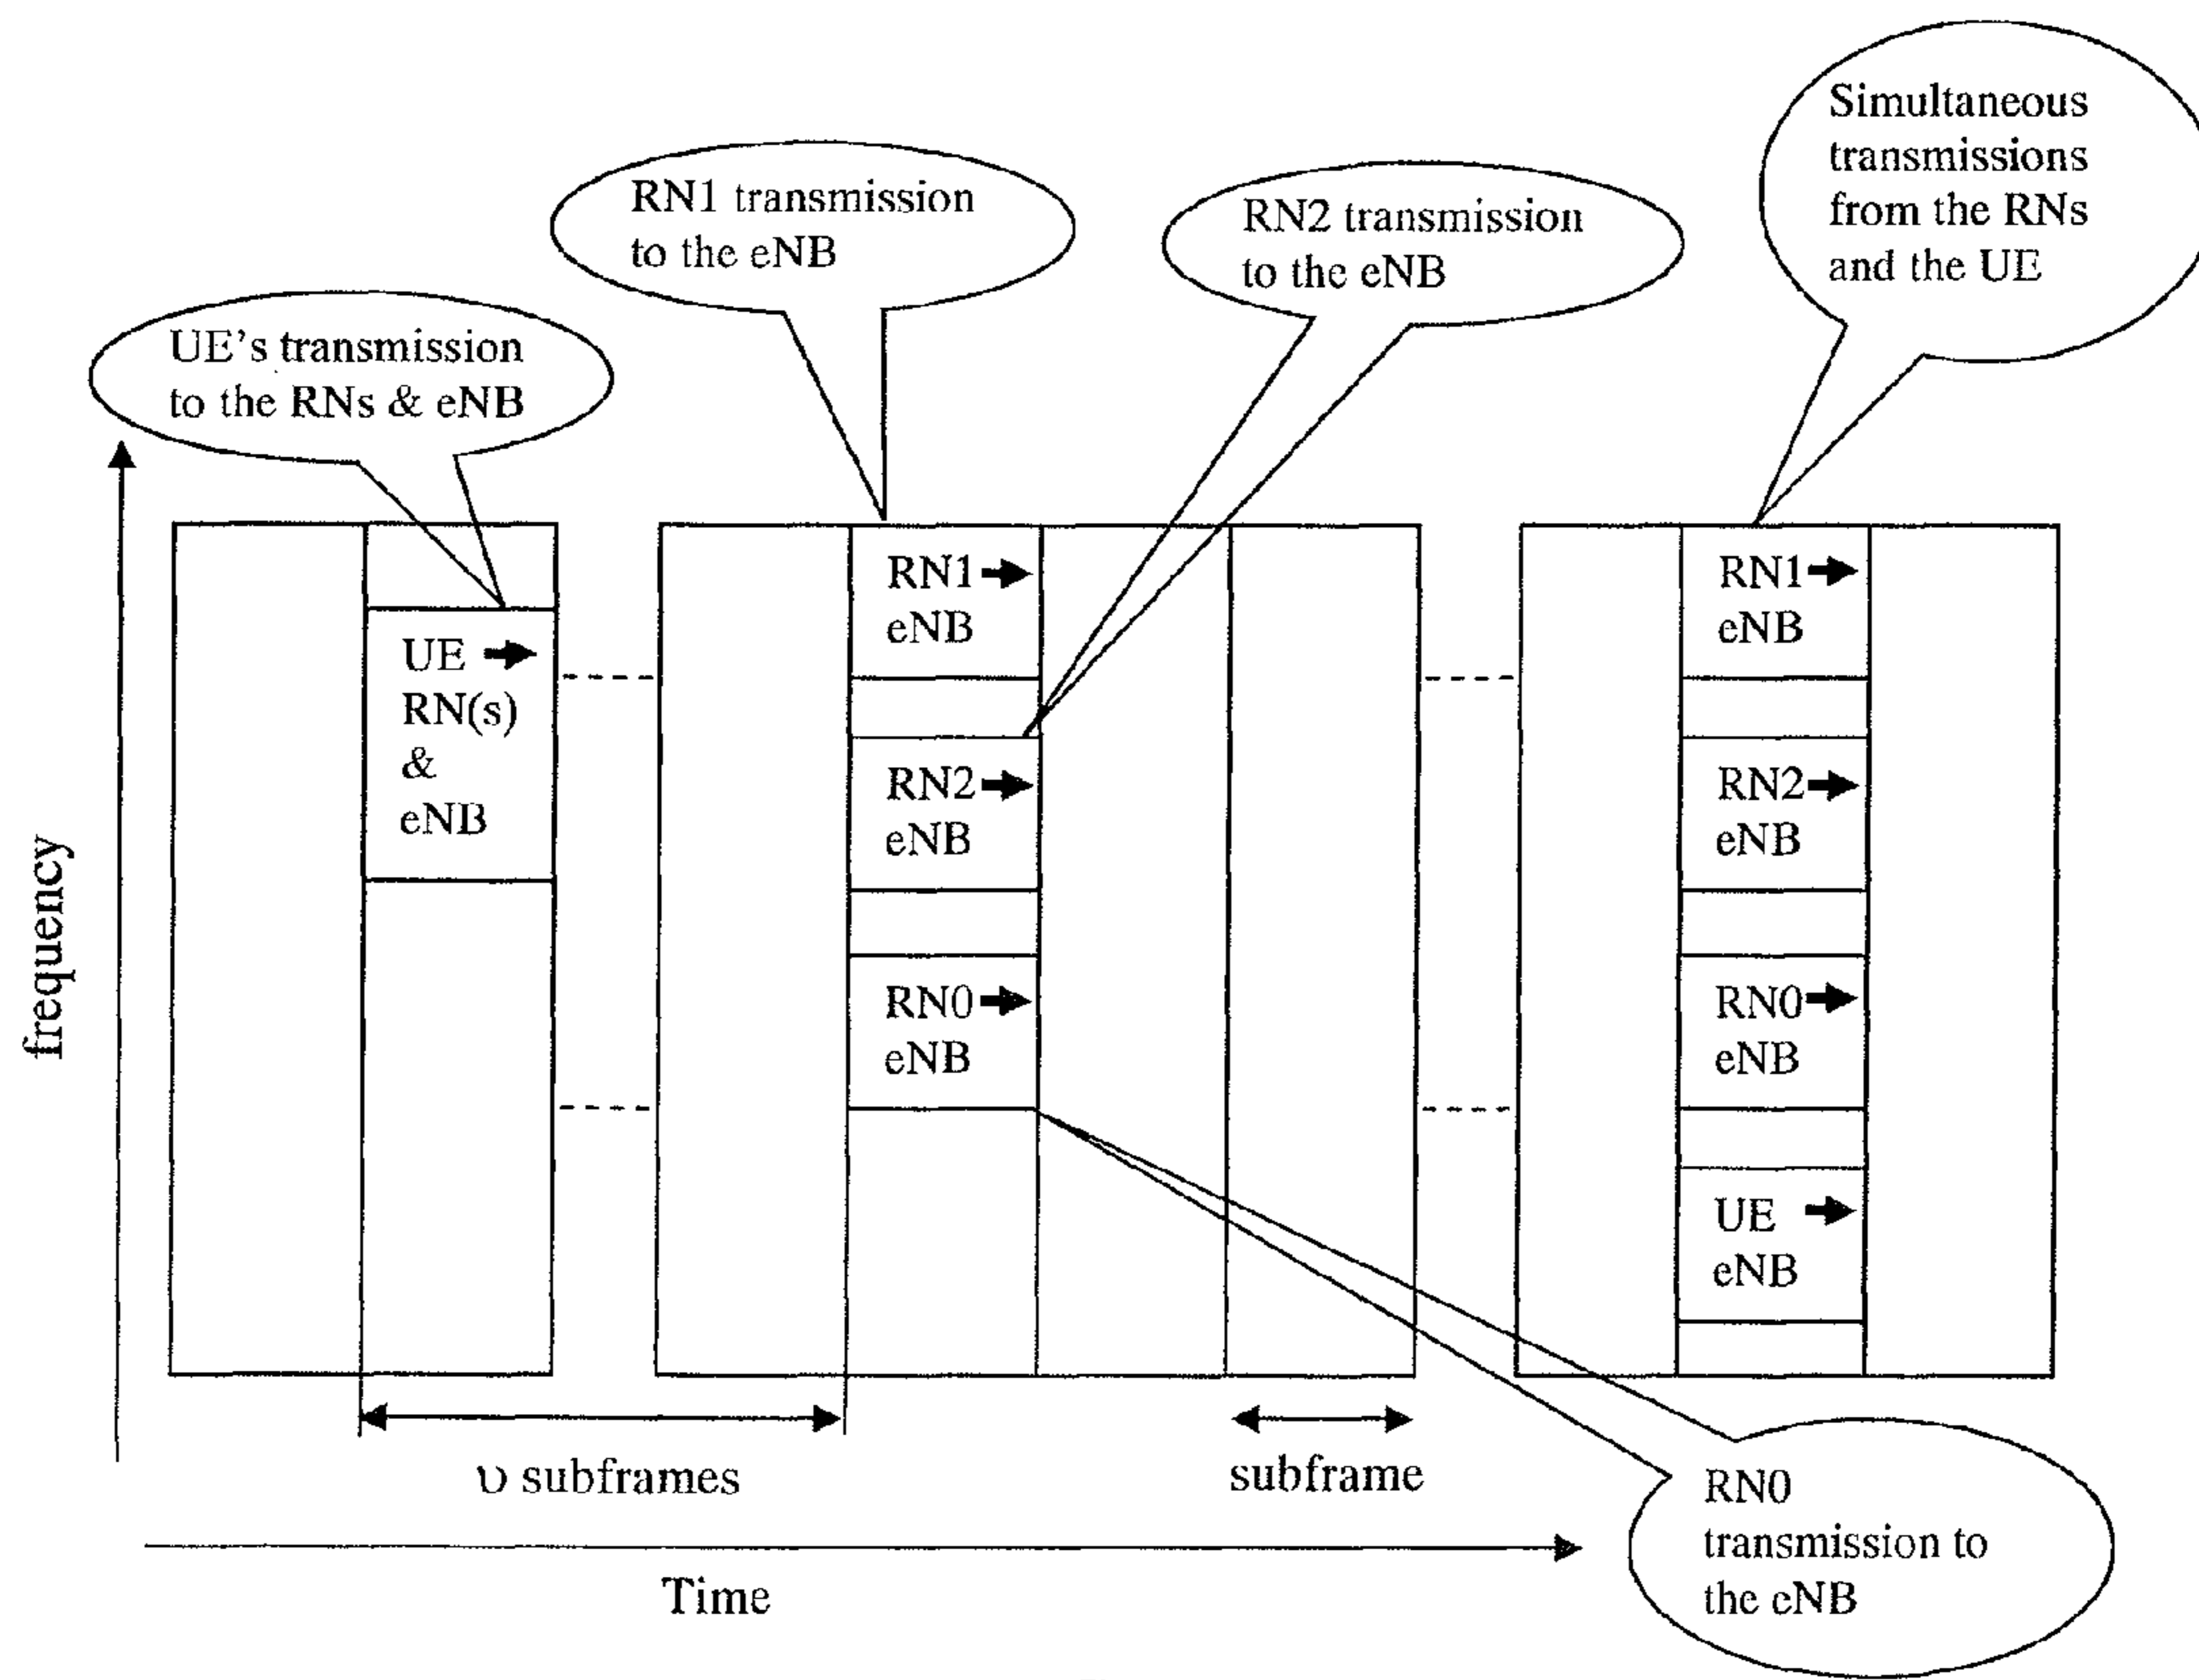 Simultaneous
transmissions
from the RNs
and the UE
RN1 transmission
to the eNB
RN2 transmission
to the eNB
UE's transmission
to the RNs & eNB
frequency
UE
RN(s)
&
eNB
RN1
eNB
RN2
eNB
RN0
eNB
RN1
eNB
RN2
eNB
RN0
eNB
UE
eNB
υ subframes
subframe
Time
RN0
transmission to
the eNB